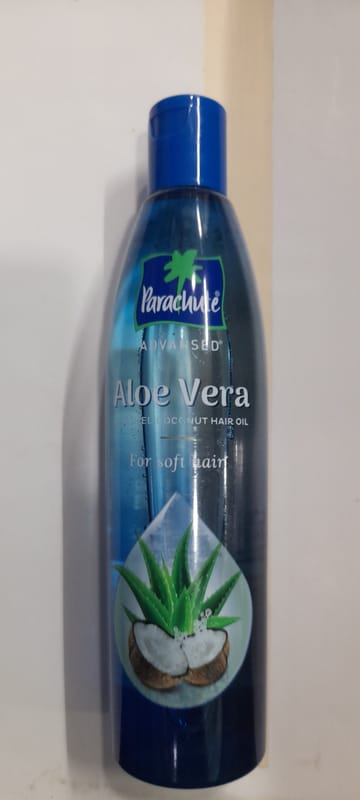 Parachute®
ADVANSED®
Aloe Vera
COCONUT HAIR OIL
For soft hair